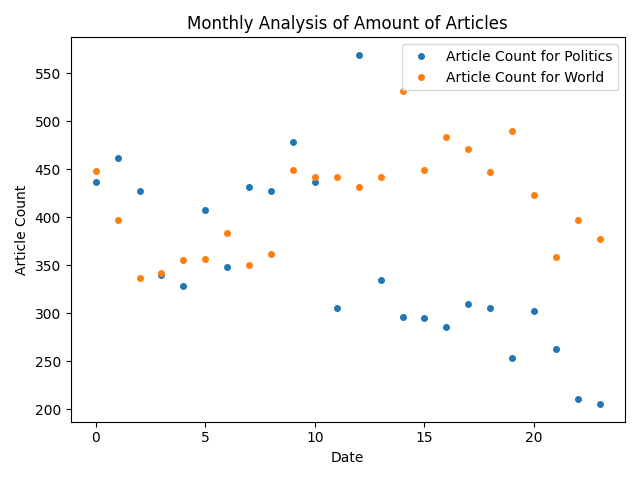 Monthly Analysis of Amount of Articles
Article Count for Politics
Article Count for World
Article Count
550
500
450
400
350
300
250
200
0
5
10
15
20
Date